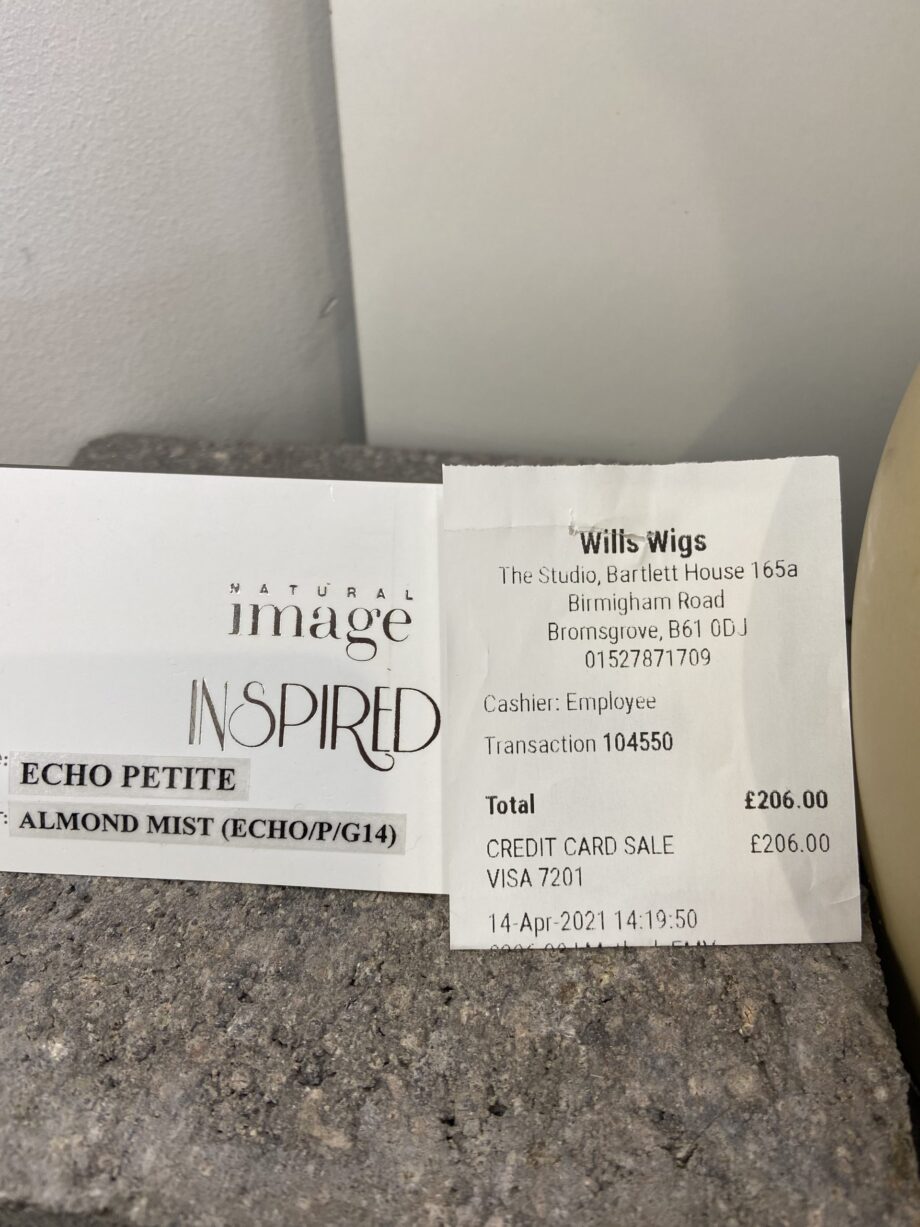 NATURAL
image
INSPIRED
ECHO PETITE
ALMOND MIST (ECHO/P/G14)
Wills Wigs
The Studio, Bartlett House 165a
Birmigham Road
Bromsgrove, B61 0DJ
01527871709
Cashier: Employee
Transaction 104550
Total £206.00
CREDIT CARD SALE £206.00
VISA 7201
14-Apr-2021 14:19:50